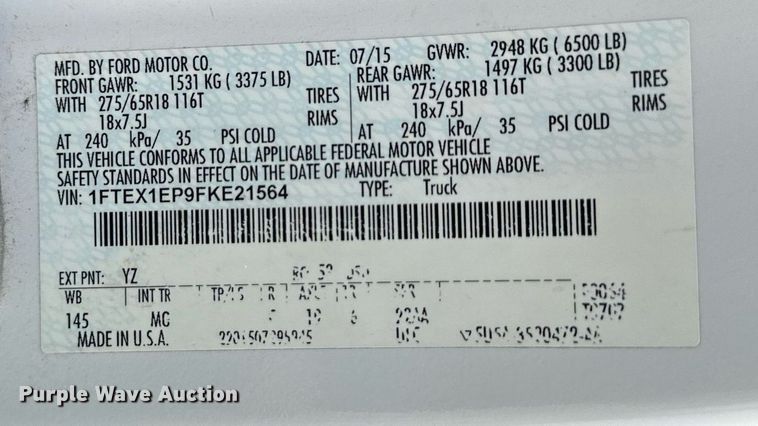 MFD. BY FORD MOTOR CO. DATE: 07/15 GVWR: 2948 KG ( 6500 LB)
FRONT GAWR: 1531 KG ( 3375 LB) REAR GAWR: 1497 KG ( 3300 LB)
WITH 275/65R18 116T TIRES WITH 275/65R18 116T TIRES
18x7.5J RIMS 18x7.5J RIMS
AT 240 kPa/ 35 PSI COLD AT 240 kPa/ 35 PSI COLD
THIS VEHICLE CONFORMS TO ALL APPLICABLE FEDERAL MOTOR VEHICLE
SAFETY STANDARDS IN EFFECT ON THE DATE OF MANUFACTURE SHOWN ABOVE.
VIN: 1FTEX1EP9FKE21564 TYPE: Truck
EXT PNT: YZ
WB INT TR
145 MC 6
MADE IN U.S.A.
Purple Wave Auction